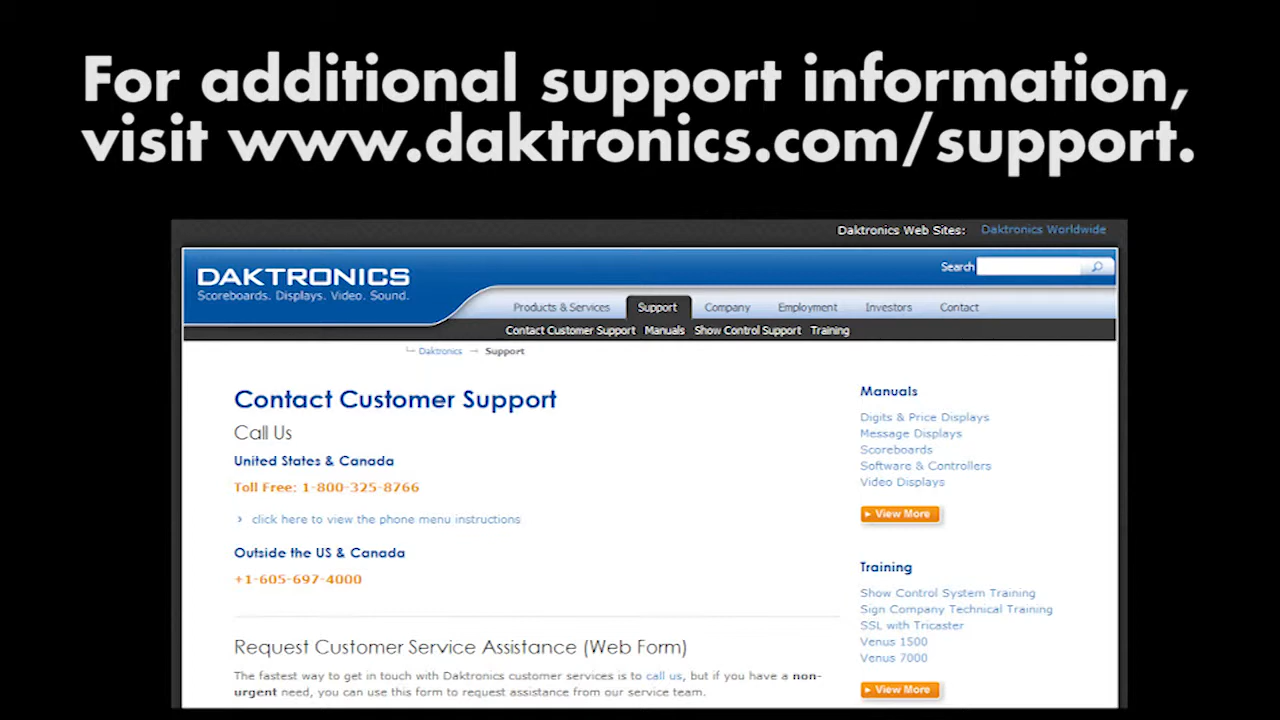 For additional support information,
visit www.daktronics.com/support.
Daktronics Web Sites: Daktronics Worldwide
DAKTRONICS
Scoreboards. Displays. Video. Sound.
Search
Products & Services Support Company Employment Investors Contact
Contact Customer Support Manuals Show Control Support Training
Daktronics → Support
Contact Customer Support
Call Us
United States & Canada
Toll Free: 1-800-325-8766
› click here to view the phone menu instructions
Outside the US & Canada
+1-605-697-4000
Request Customer Service Assistance (Web Form)
The fastest way to get in touch with Daktronics customer services is to call us, but if you have a non-
urgent need, you can use this form to request assistance from our service team.
Manuals
Digits & Price Displays
Message Displays
Scoreboards
Software & Controllers
Video Displays
View More
Training
Show Control System Training
Sign Company Technical Training
SSL with Tricaster
Venus 1500
Venus 7000
View More